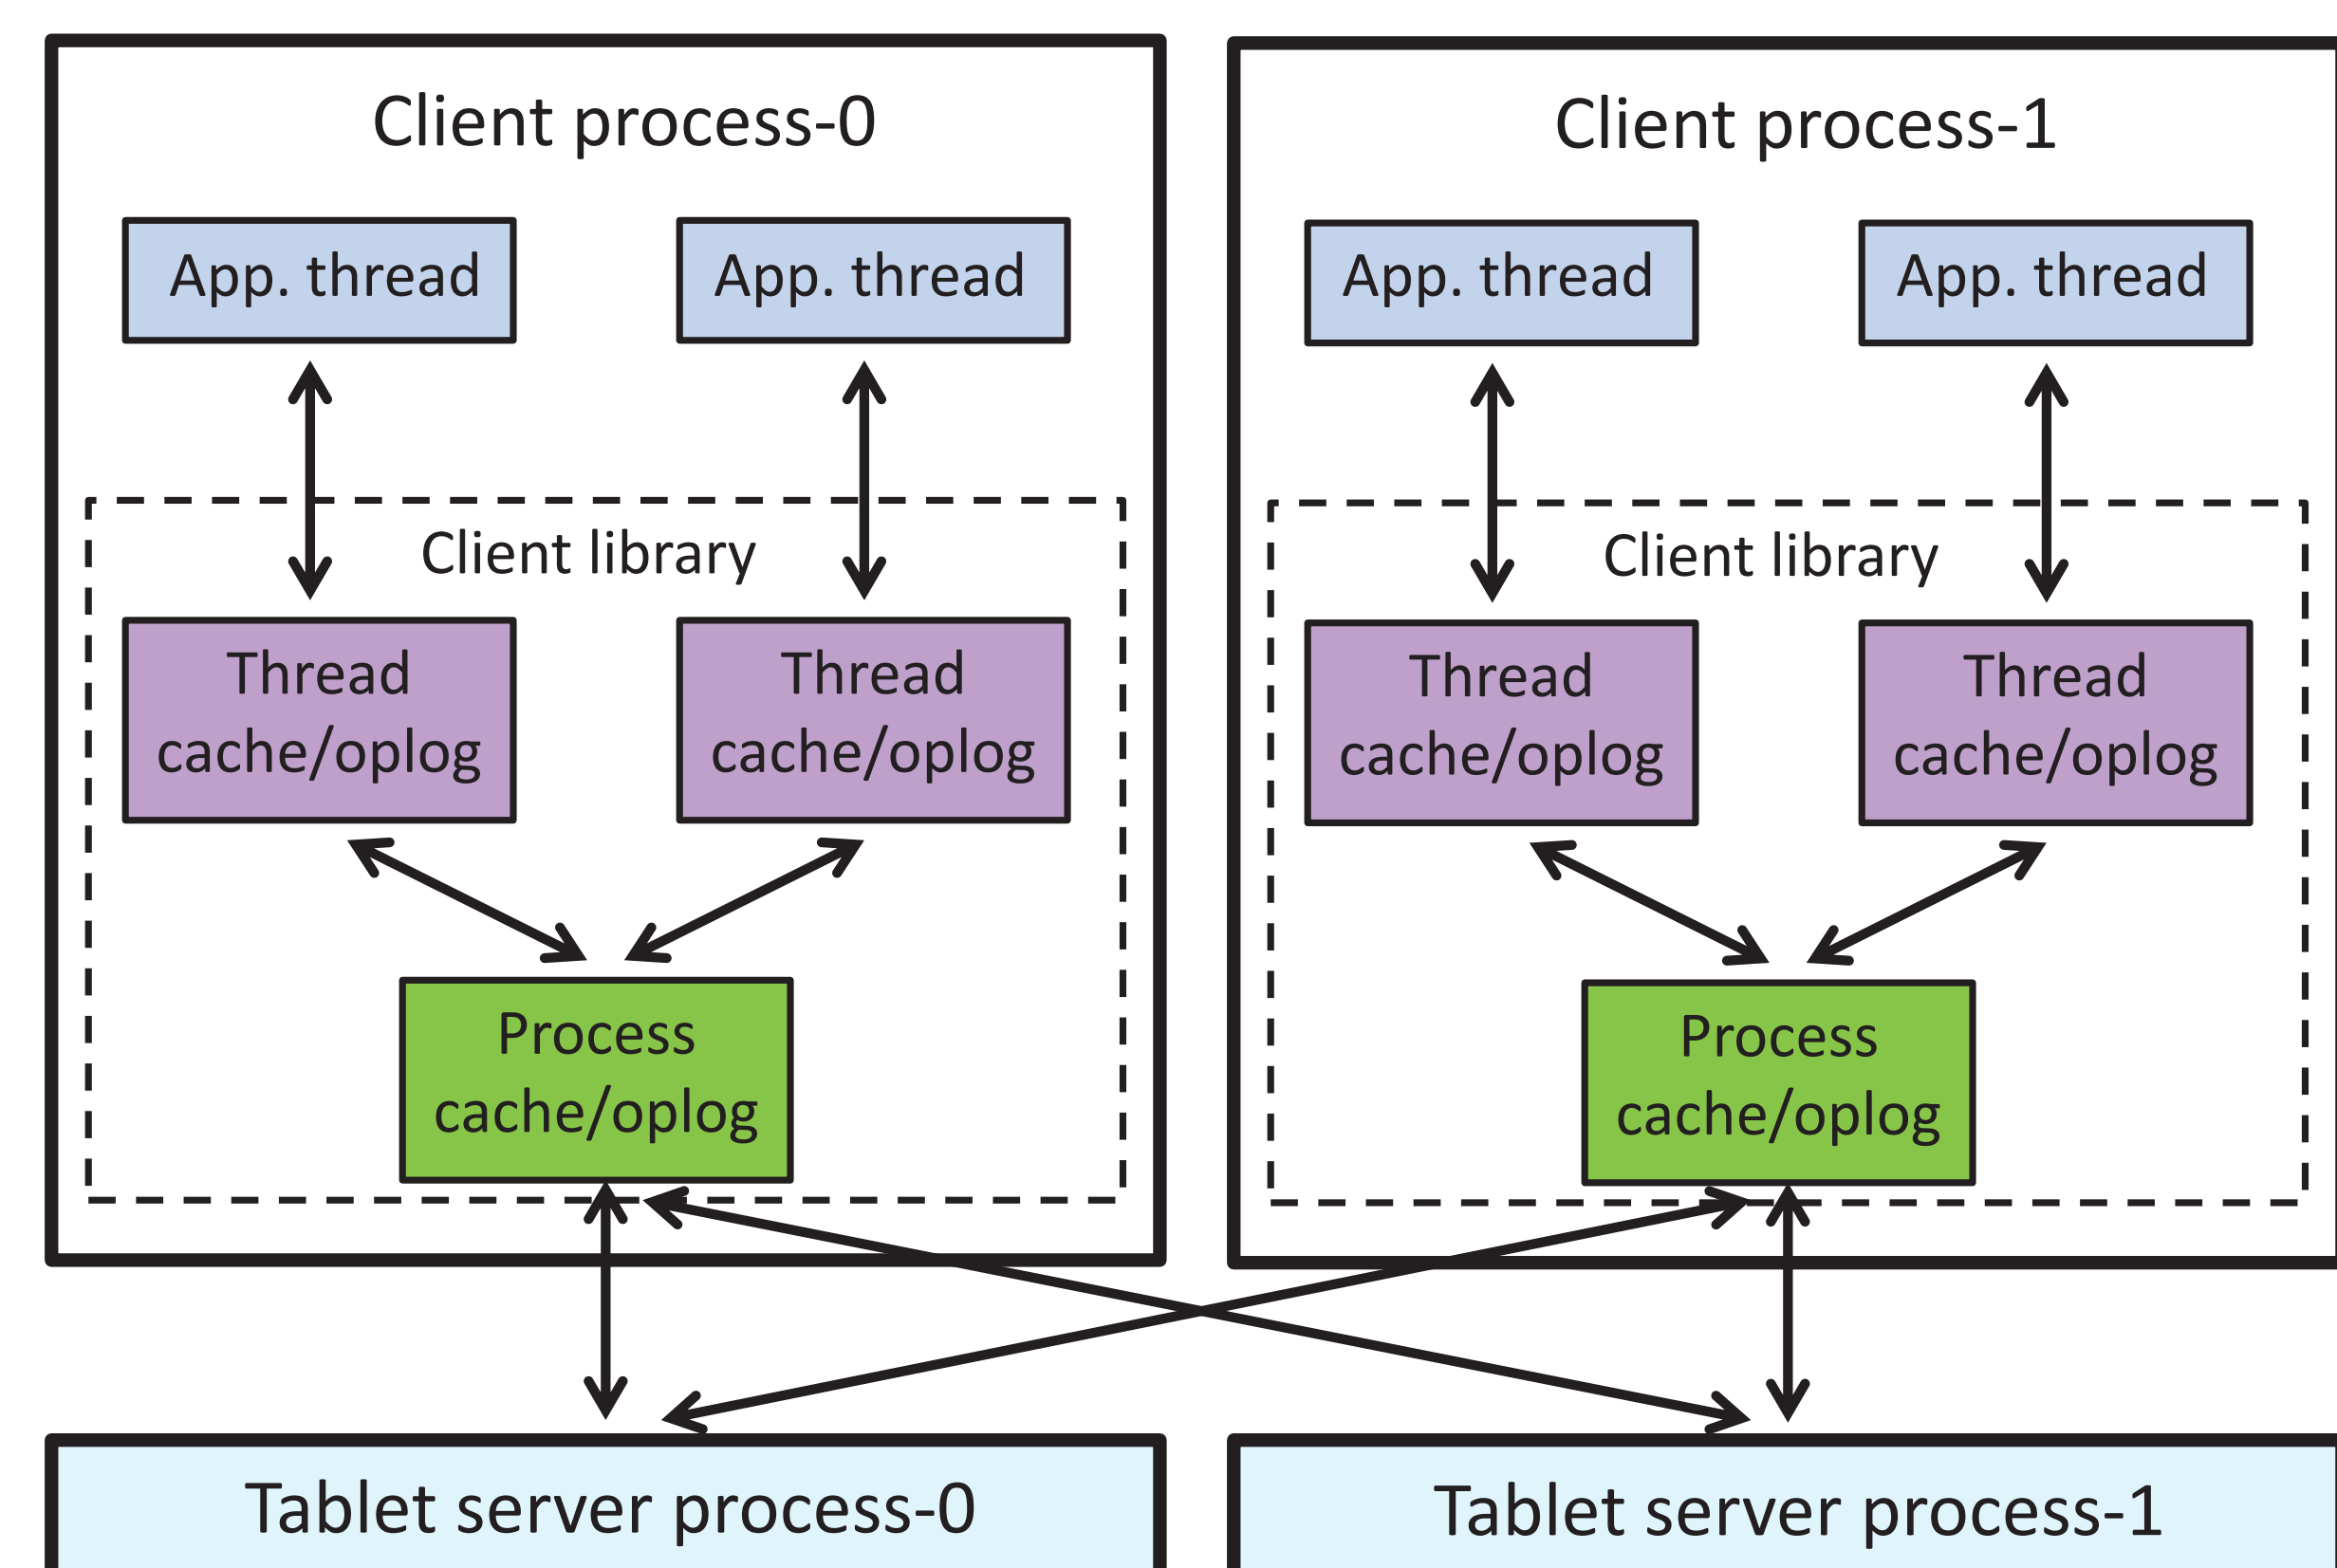 Client process-0
App. thread
App. thread
Client library
Thread
cache/oplog
Thread
cache/oplog
Process
cache/oplog
Client process-1
App. thread
App. thread
Client library
Thread
cache/oplog
Thread
cache/oplog
Process
cache/oplog
Tablet server process-0
Tablet server process-1